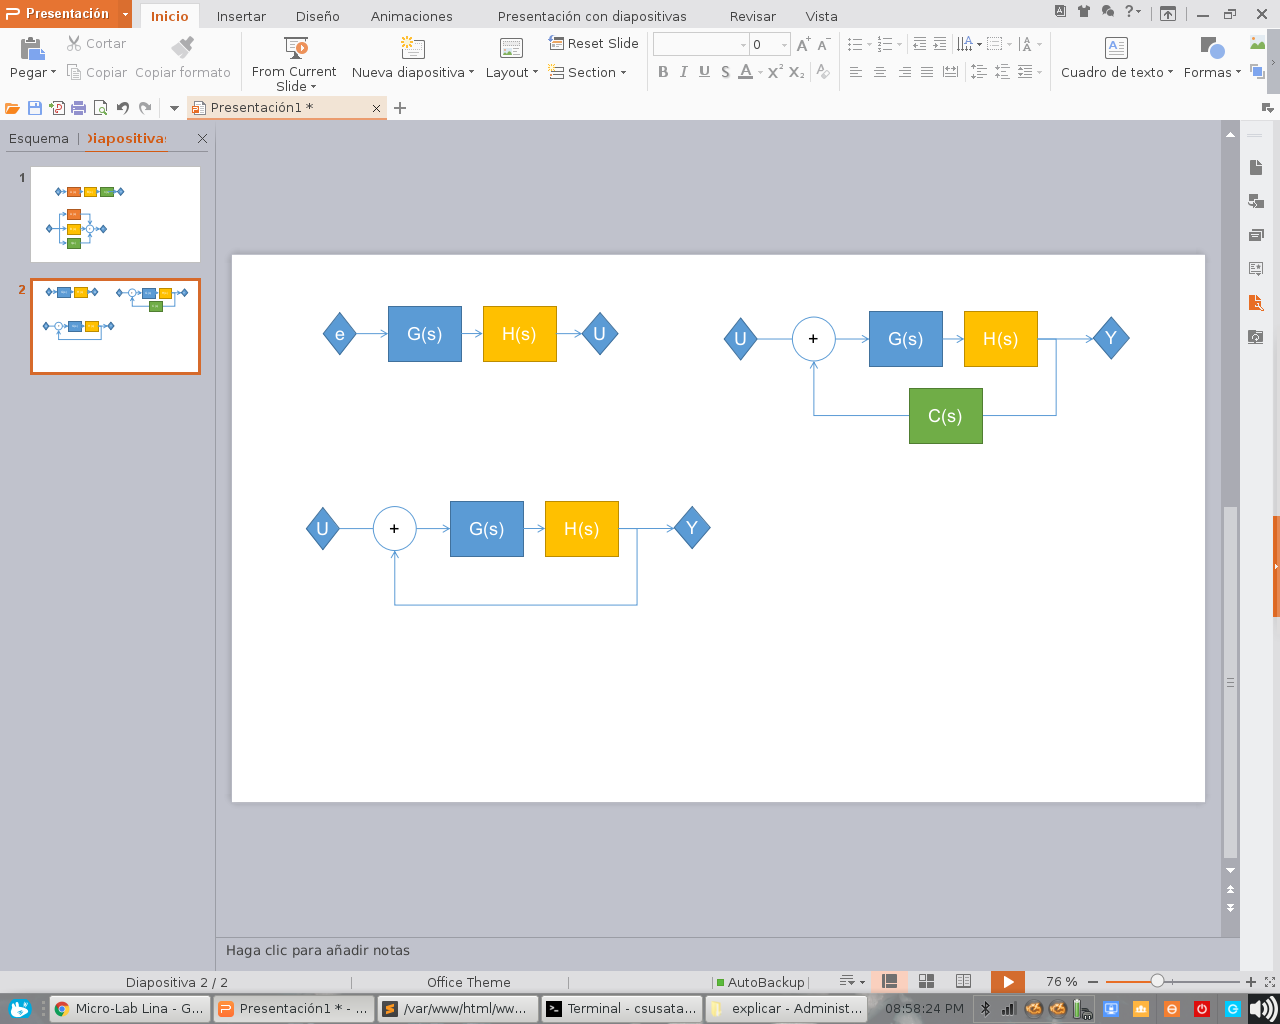 Presentación
Inicio
Insertar
Diseño
Animaciones
Presentación con diapositivas
Revisar
Vista
Pegar
Cortar
Copiar
Copiar formato
From Current
Slide
Nueva diapositiva
Layout
Reset Slide
Section
0
B I U S A X² X₂
Cuadro de texto
Formas
Presentación1 *
Esquema
Diapositivas
1
2
e
G(s)
H(s)
U
U
+
G(s)
H(s)
Y
C(s)
U
+
G(s)
H(s)
Y
Haga clic para añadir notas
Diapositiva 2 / 2
Office Theme
AutoBackup
76 %
Micro-Lab Lina - G...
Presentación1 * - ...
/var/www/html/ww...
Terminal - csusata...
explicar - Administ...
08:58:24 PM